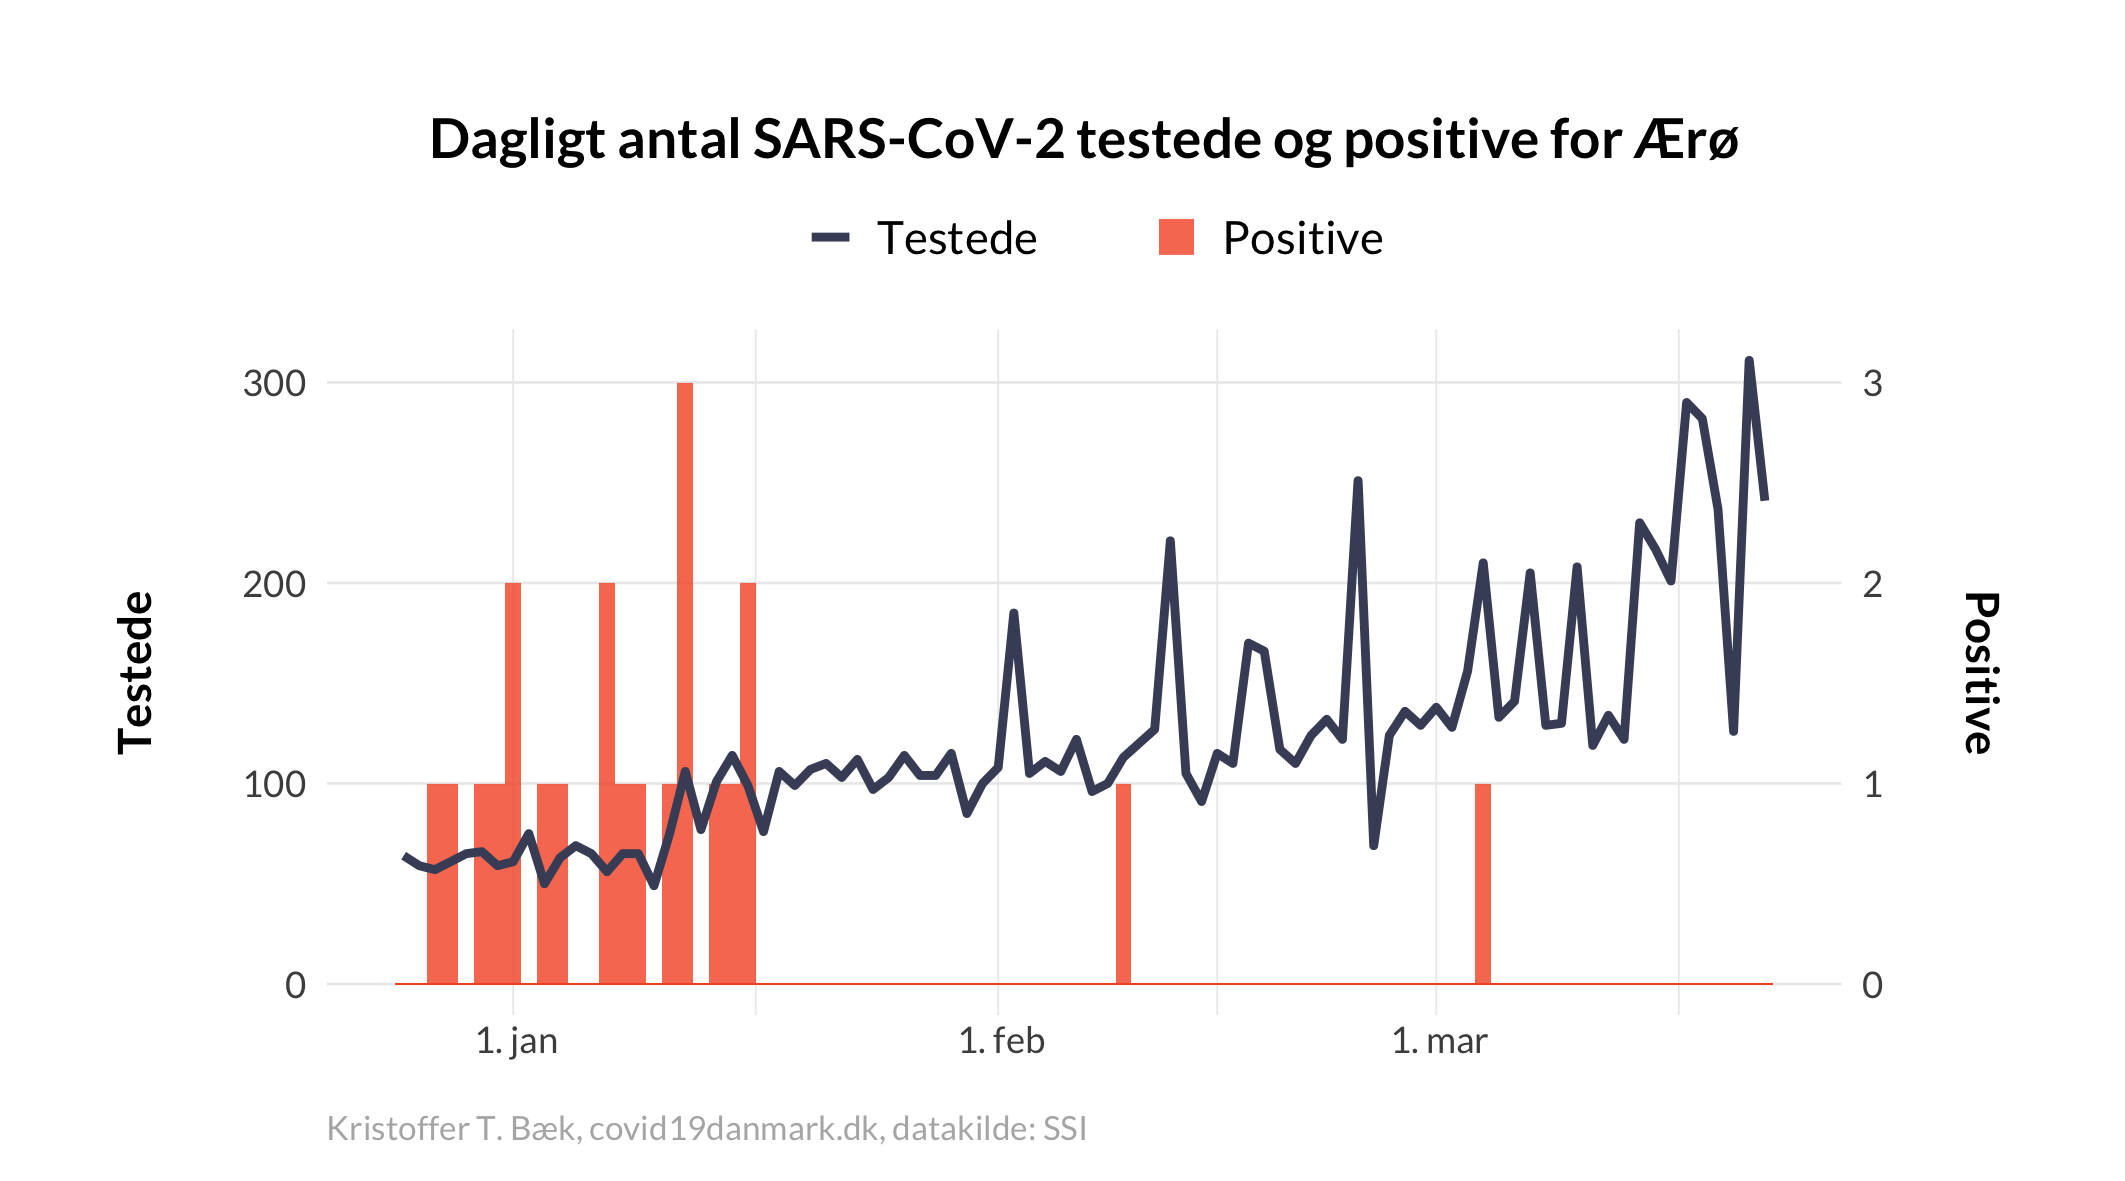 Dagligt antal SARS-CoV-2 testede og positive for Ærø
Testede
Positive
300
200
100
0
Testede
3
2
1
0
Positive
1. jan
1. feb
1. mar
Kristoffer T. Bæk, covid19danmark.dk, datakilde: SSI